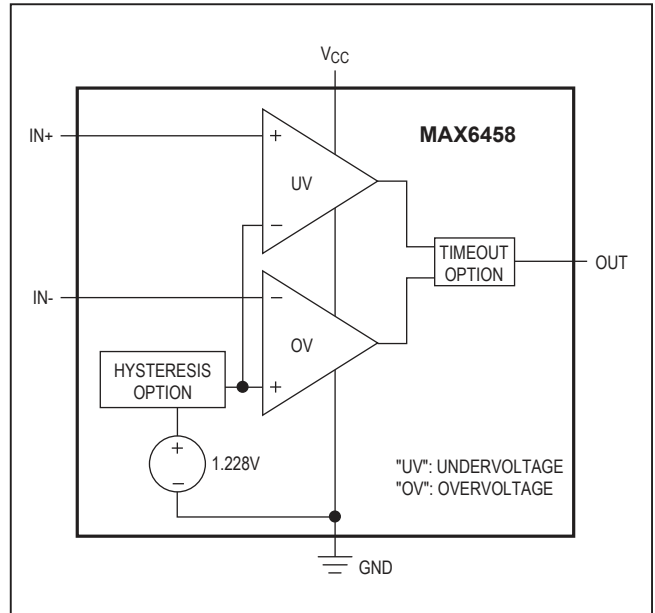 VCC
MAX6458
IN+
+
UV
−
TIMEOUT
OPTION
OUT
IN-
−
OV
+
HYSTERESIS
OPTION
+
−
1.228V
"UV": UNDERVOLTAGE
"OV": OVERVOLTAGE
GND